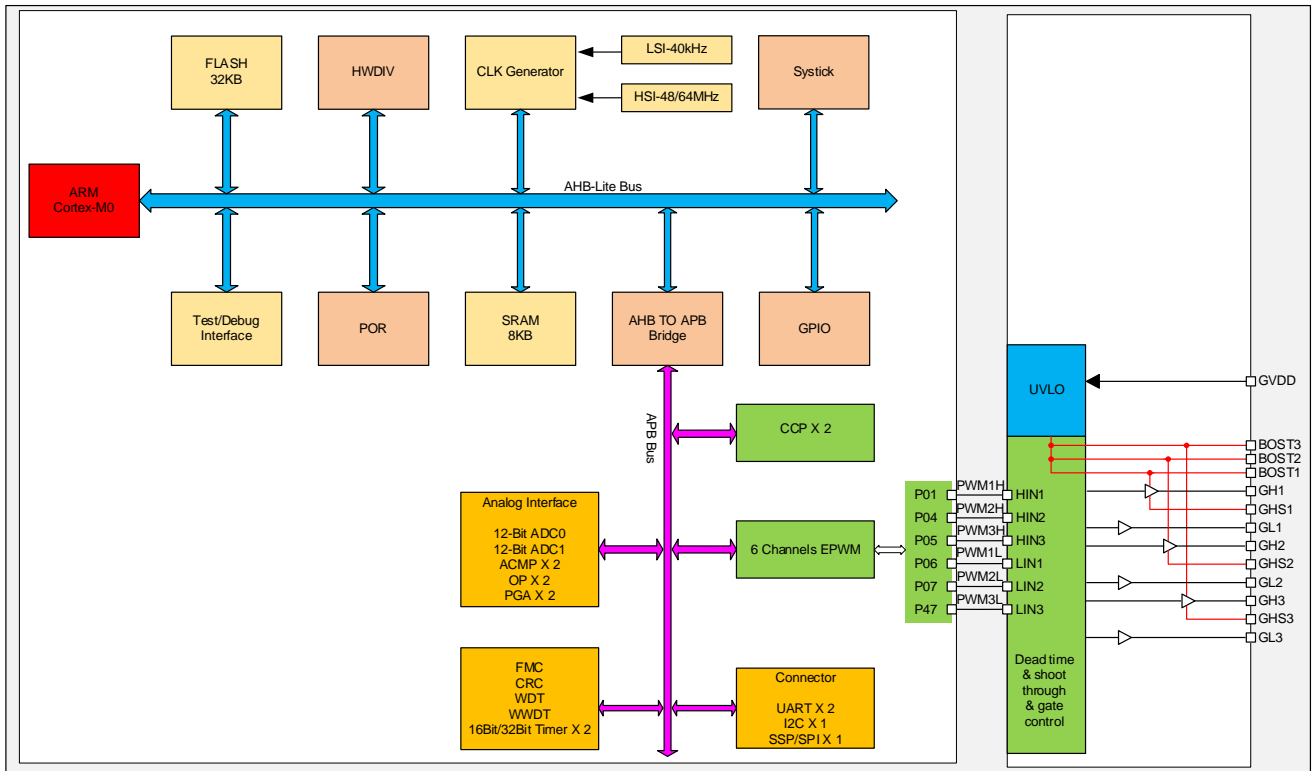 FLASH
32KB
HWDIV
CLK Generator
LSI-40kHz
HSI-48/64MHz
Systick
ARM
Cortex-M0
AHB-Lite Bus
Test/Debug
Interface
POR
SRAM
8KB
AHB TO APB
Bridge
GPIO
APB Bus
CCP X 2
Analog Interface
12-Bit ADC0
12-Bit ADC1
ACMP X 2
OP X 2
PGA X 2
6 Channels EPWM
FMC
CRC
WDT
WWDT
16Bit/32Bit Timer X 2
Connector
UART X 2
I2C X 1
SSP/SPI X 1
P01
P04
P05
P06
P07
P47
PWM1H
PWM2H
PWM3H
PWM1L
PWM2L
PWM3L
UVLO
HIN1
HIN2
HIN3
LIN1
LIN2
LIN3
Dead time
& shoot
through
& gate
control
GVDD
BOST3
BOST2
BOST1
GH1
GHS1
GL1
GH2
GHS2
GL2
GH3
GHS3
GL3